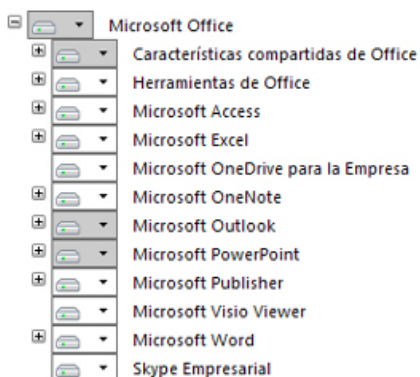 Microsoft Office
Características compartidas de Office
Herramientas de Office
Microsoft Access
Microsoft Excel
Microsoft OneDrive para la Empresa
Microsoft OneNote
Microsoft Outlook
Microsoft PowerPoint
Microsoft Publisher
Microsoft Visio Viewer
Microsoft Word
Skype Empresarial